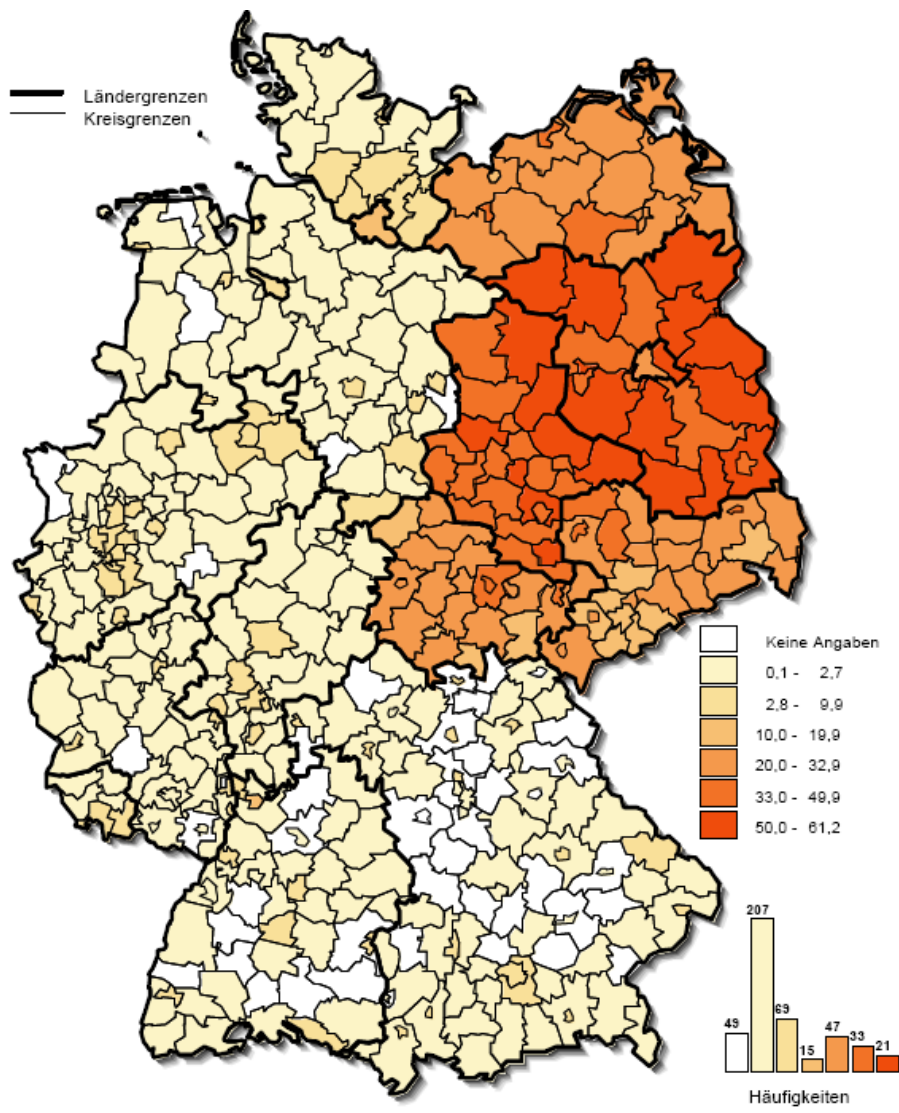 Ländergrenzen
Kreisgrenzen
Keine Angaben
0,1 - 2,7
2,8 - 9,9
10,0 - 19,9
20,0 - 32,9
33,0 - 49,9
50,0 - 61,2
49 207 69 15 47 33 21
Häufigkeiten